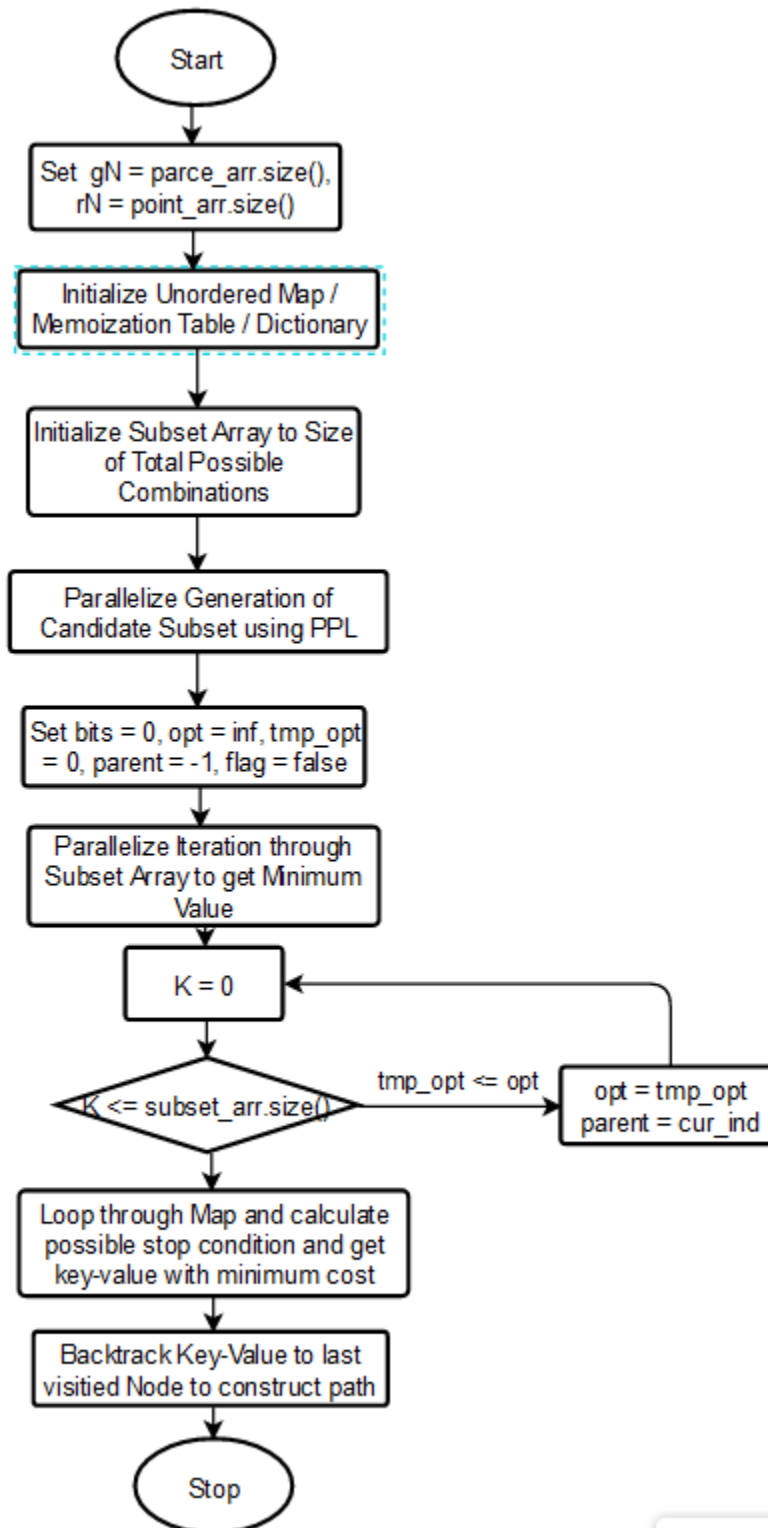 Start
Set gN = parce_arr.size(),
rN = point_arr.size()
Initialize Unordered Map /
Memoization Table / Dictionary
Initialize Subset Array to Size
of Total Possible
Combinations
Parallelize Generation of
Candidate Subset using PPL
Set bits = 0, opt = inf, tmp_opt
= 0, parent = -1, flag = false
Parallelize Iteration through
Subset Array to get Minimum
Value
K = 0
K <= subset_arr.size()
tmp_opt <= opt
opt = tmp_opt
parent = cur_ind
Loop through Map and calculate
possible stop condition and get
key-value with minimum cost
Backtrack Key-Value to last
visitied Node to construct path
Stop